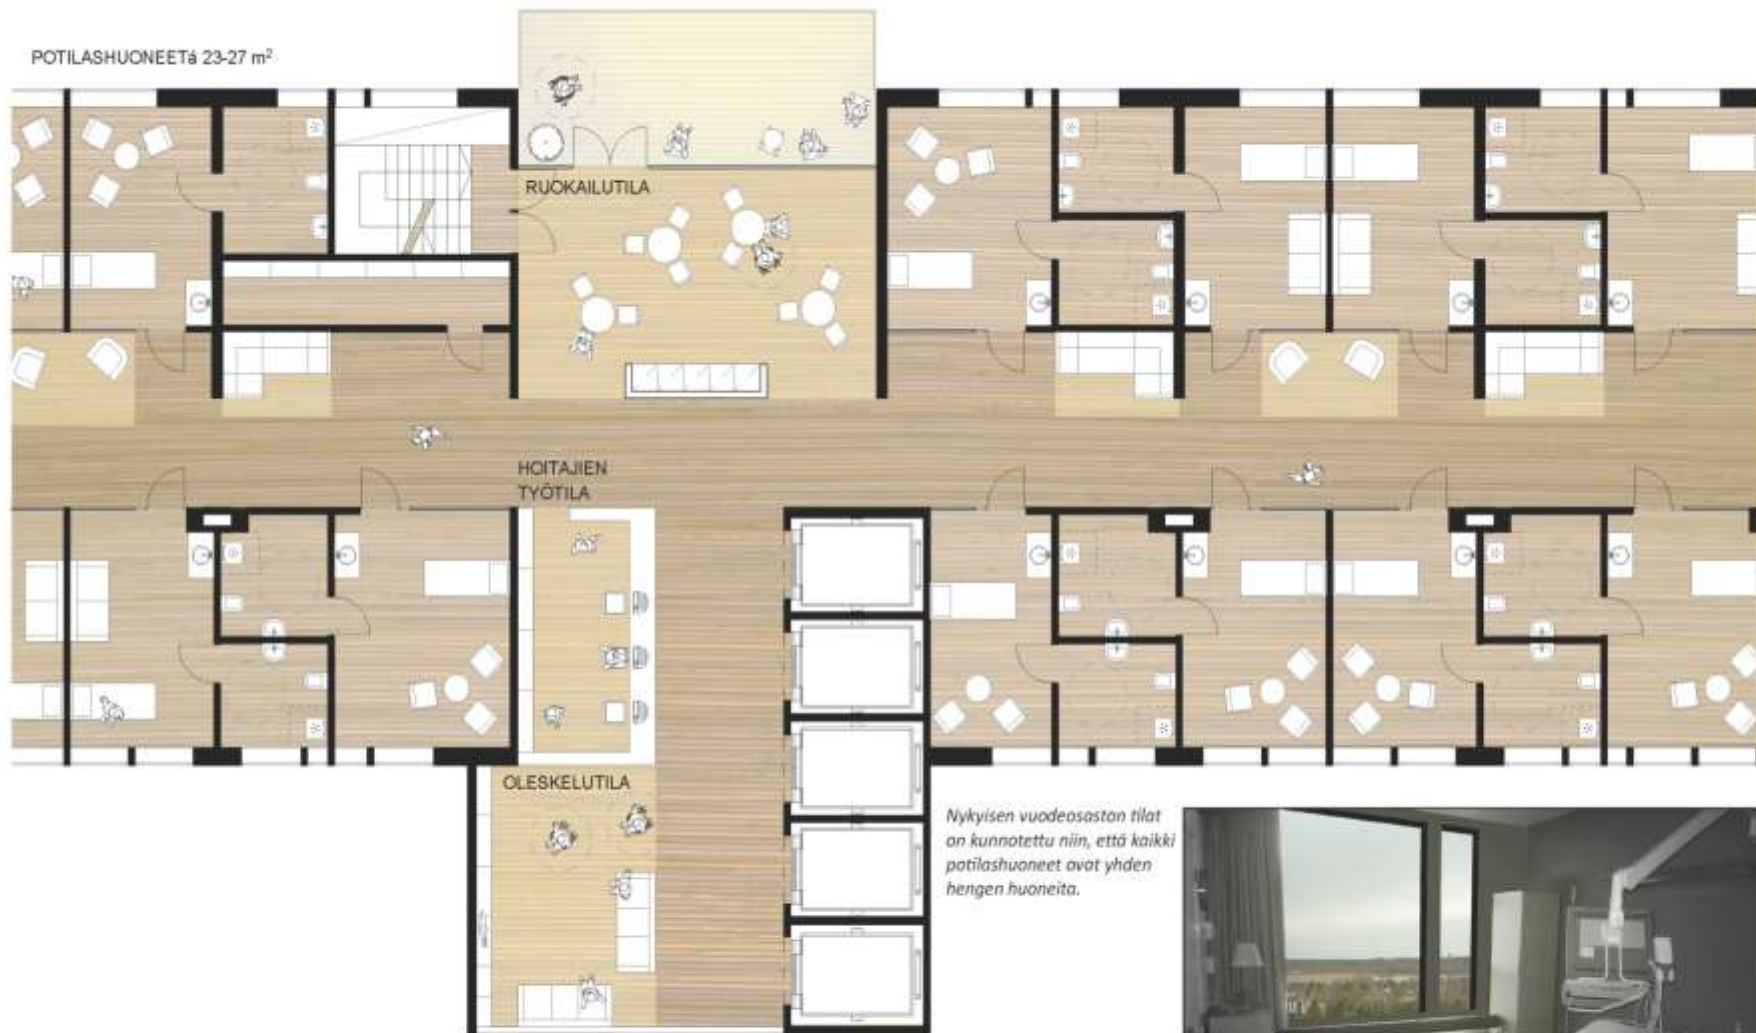 POTILASHUONEETá 23-27 m²
RUOKAILUTILA
HOITAJIEN
TYÖTILA
OLESKELUTILA
Nykyisen vuodeosaston tilat
on kunnotettu niin, että kaikki
potilashuoneet ovat yhden
hengen huoneita.